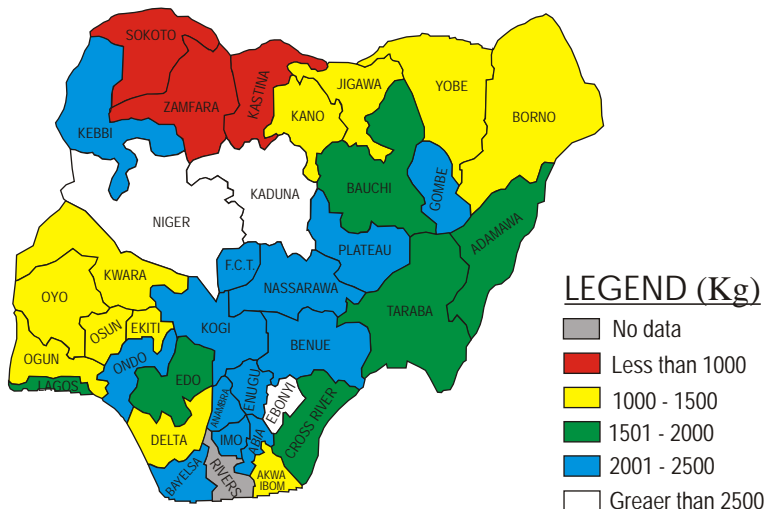 SOKOTO
ZAMFARA
KASTINA
KEBBI
KANO
JIGAWA
YOBE
BORNO
BAUCHI
GOMBE
ADAMAWA
KADUNA
NIGER
PLATEAU
F.C.T.
NASSARAWA
TARABA
KWARA
OYO
OSUN
EKITI
KOGI
BENUE
OGUN
ONDO
LAGOS
EDO
ANAMBRA
ENUGU
EBONYI
CROSS RIVER
DELTA
IMO
ABIA
BAYELSA
RIVERS
AKWA
IBOM
LEGEND (Kg)
No data
Less than 1000
1000 - 1500
1501 - 2000
2001 - 2500
Greaer than 2500